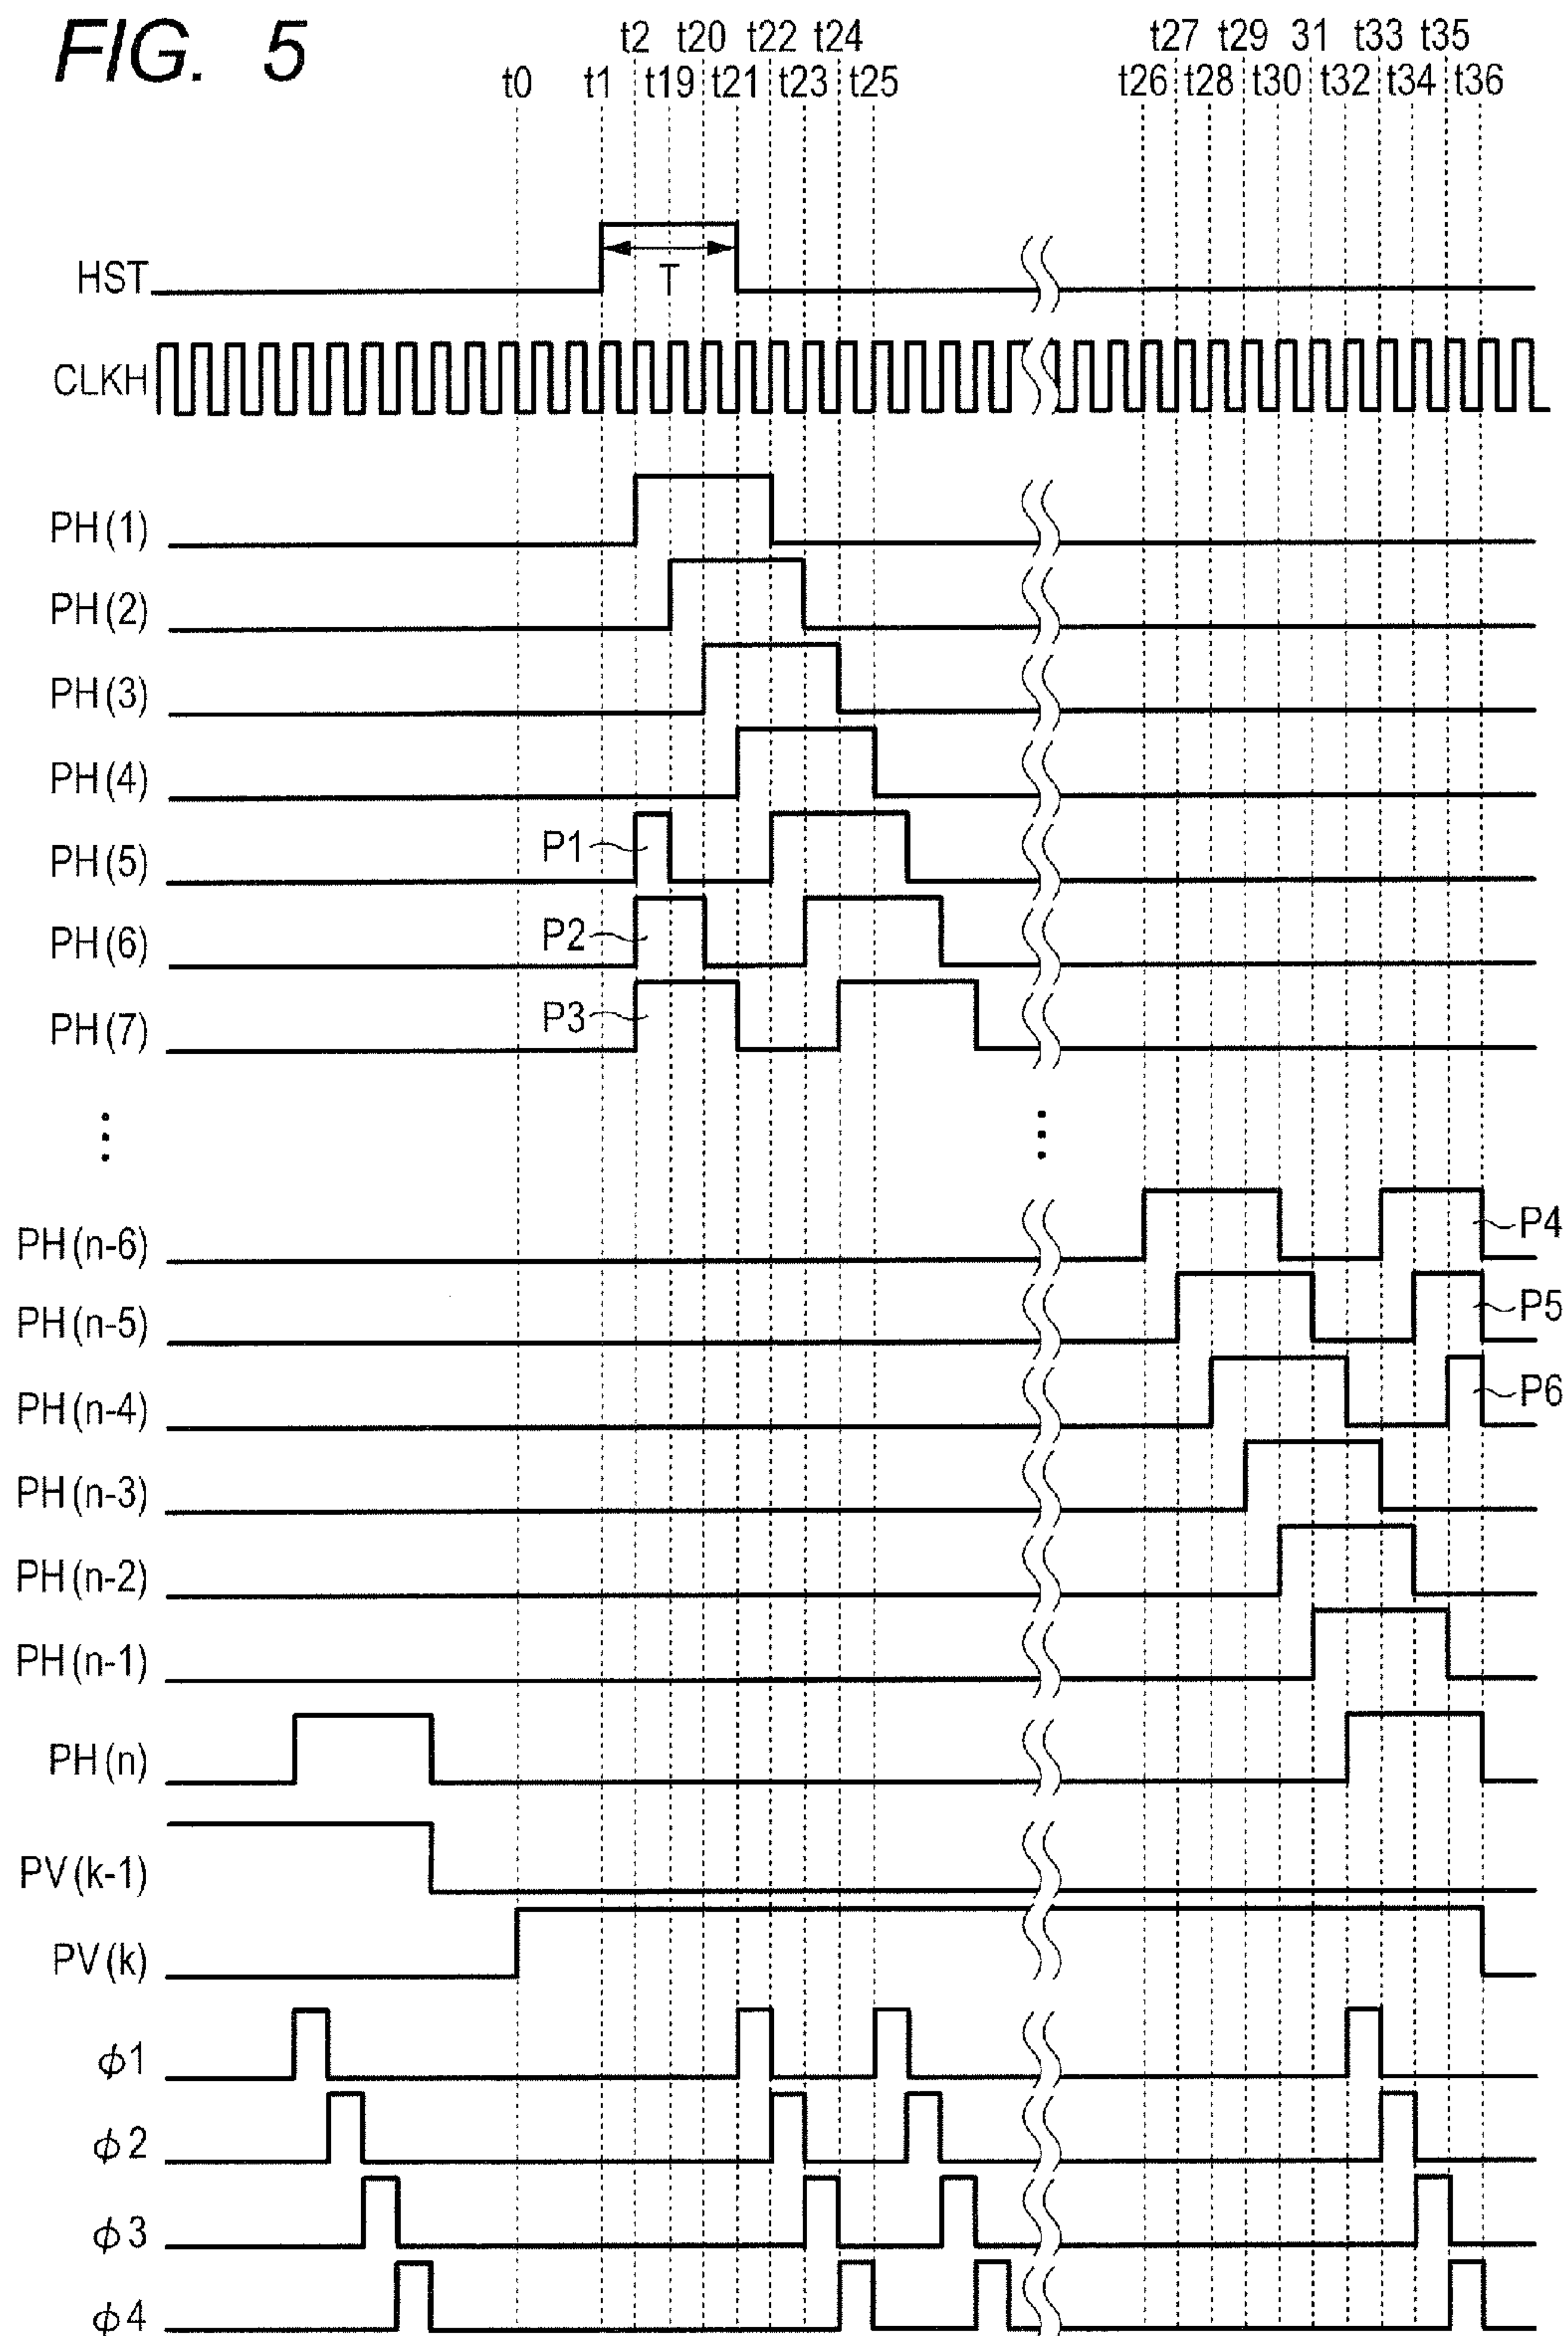 FIG. 5
t2 t20 t22 t24 t27 t29 31 t33 t35
t0 t1 t19 t21 t23 t25 t26 t28 t30 t32 t34 t36
HST
T
CLKH
PH(1)
PH(2)
PH(3)
PH(4)
PH(5) P1
PH(6) P2
PH(7) P3
⋮ ⋮
PH(n-6) P4
PH(n-5) P5
PH(n-4) P6
PH(n-3)
PH(n-2)
PH(n-1)
PH(n)
PV(k-1)
PV(k)
ϕ1
ϕ2
ϕ3
ϕ4